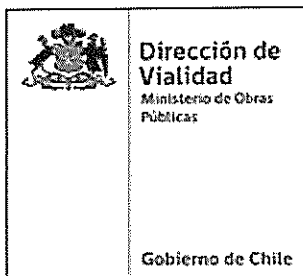 Dirección de
Vialidad
Ministerio de Obras
Públicas
Gobierno de Chile